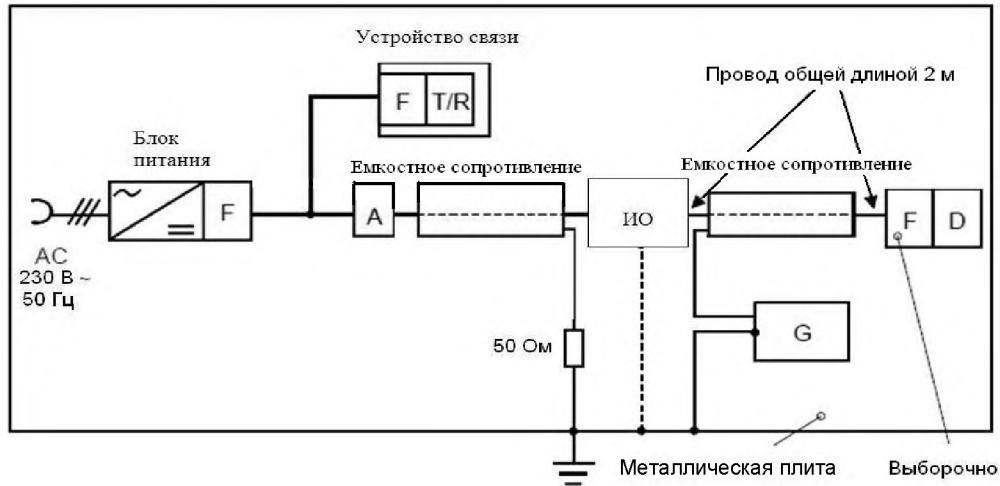 Устройство связи
F T/R
Провод общей длиной 2 м
Блок
питания
Емкостное сопротивление
Емкостное сопротивление
F
A
ИО
F D
AC
230 В ~
50 Гц
50 Ом
G
Металлическая плита
Выборочно